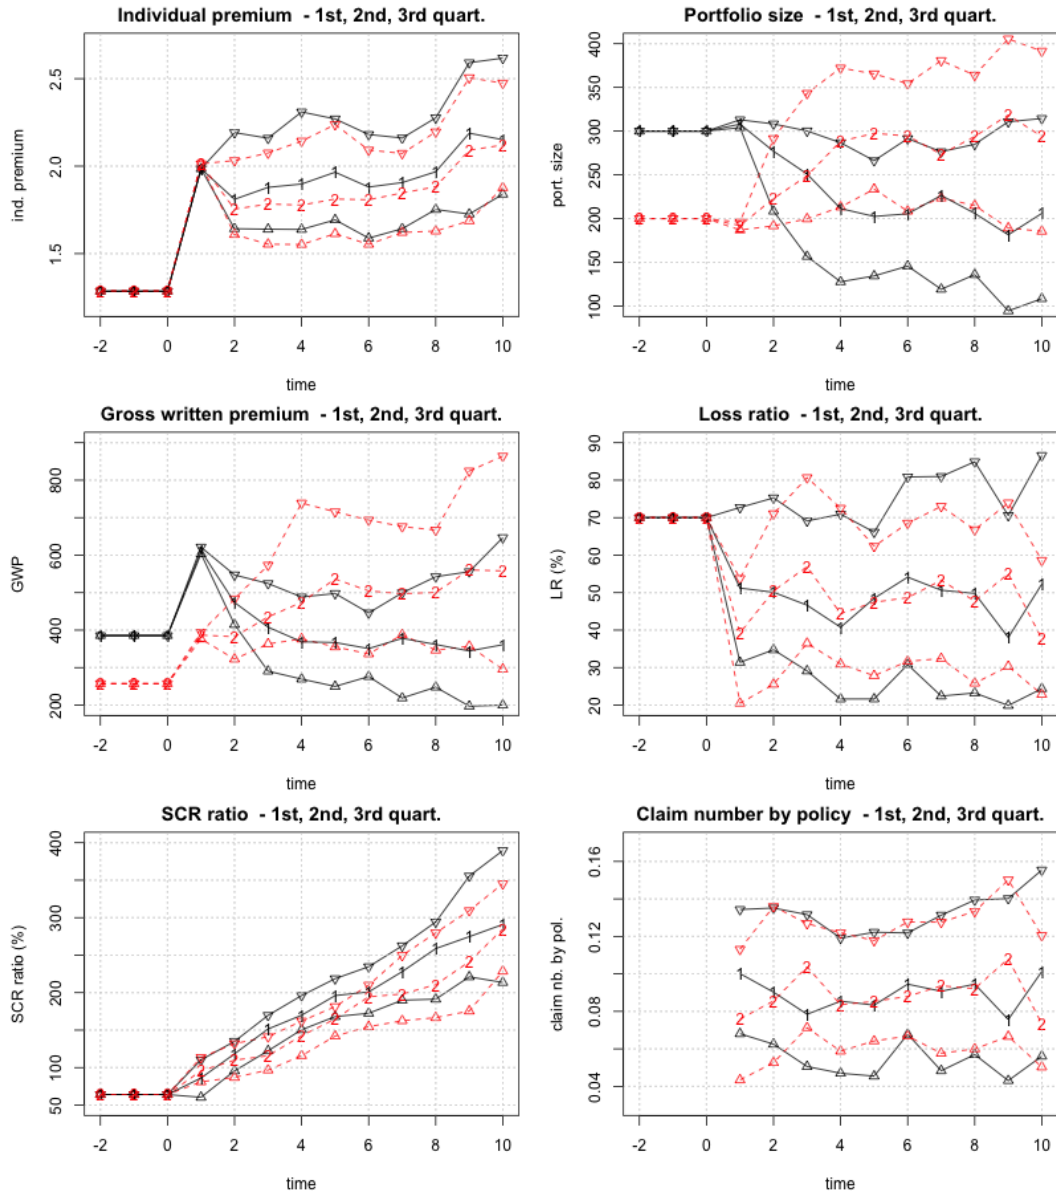 Individual premium - 1st, 2nd, 3rd quart.
ind. premium
1.5 2.0 2.5
-2 0 2 4 6 8 10
time
Portfolio size - 1st, 2nd, 3rd quart.
port. size
100 150 200 250 300 400
-2 0 2 4 6 8 10
time
Gross written premium - 1st, 2nd, 3rd quart.
GWP
200 400 600 800
-2 0 2 4 6 8 10
time
Loss ratio - 1st, 2nd, 3rd quart.
LR (%)
20 30 40 50 60 70 80 90
-2 0 2 4 6 8 10
time
SCR ratio - 1st, 2nd, 3rd quart.
SCR ratio (%)
50 100 200 300 400
-2 0 2 4 6 8 10
time
Claim number by policy - 1st, 2nd, 3rd quart.
claim nb. by pol.
0.04 0.08 0.12 0.16
-2 0 2 4 6 8 10
time